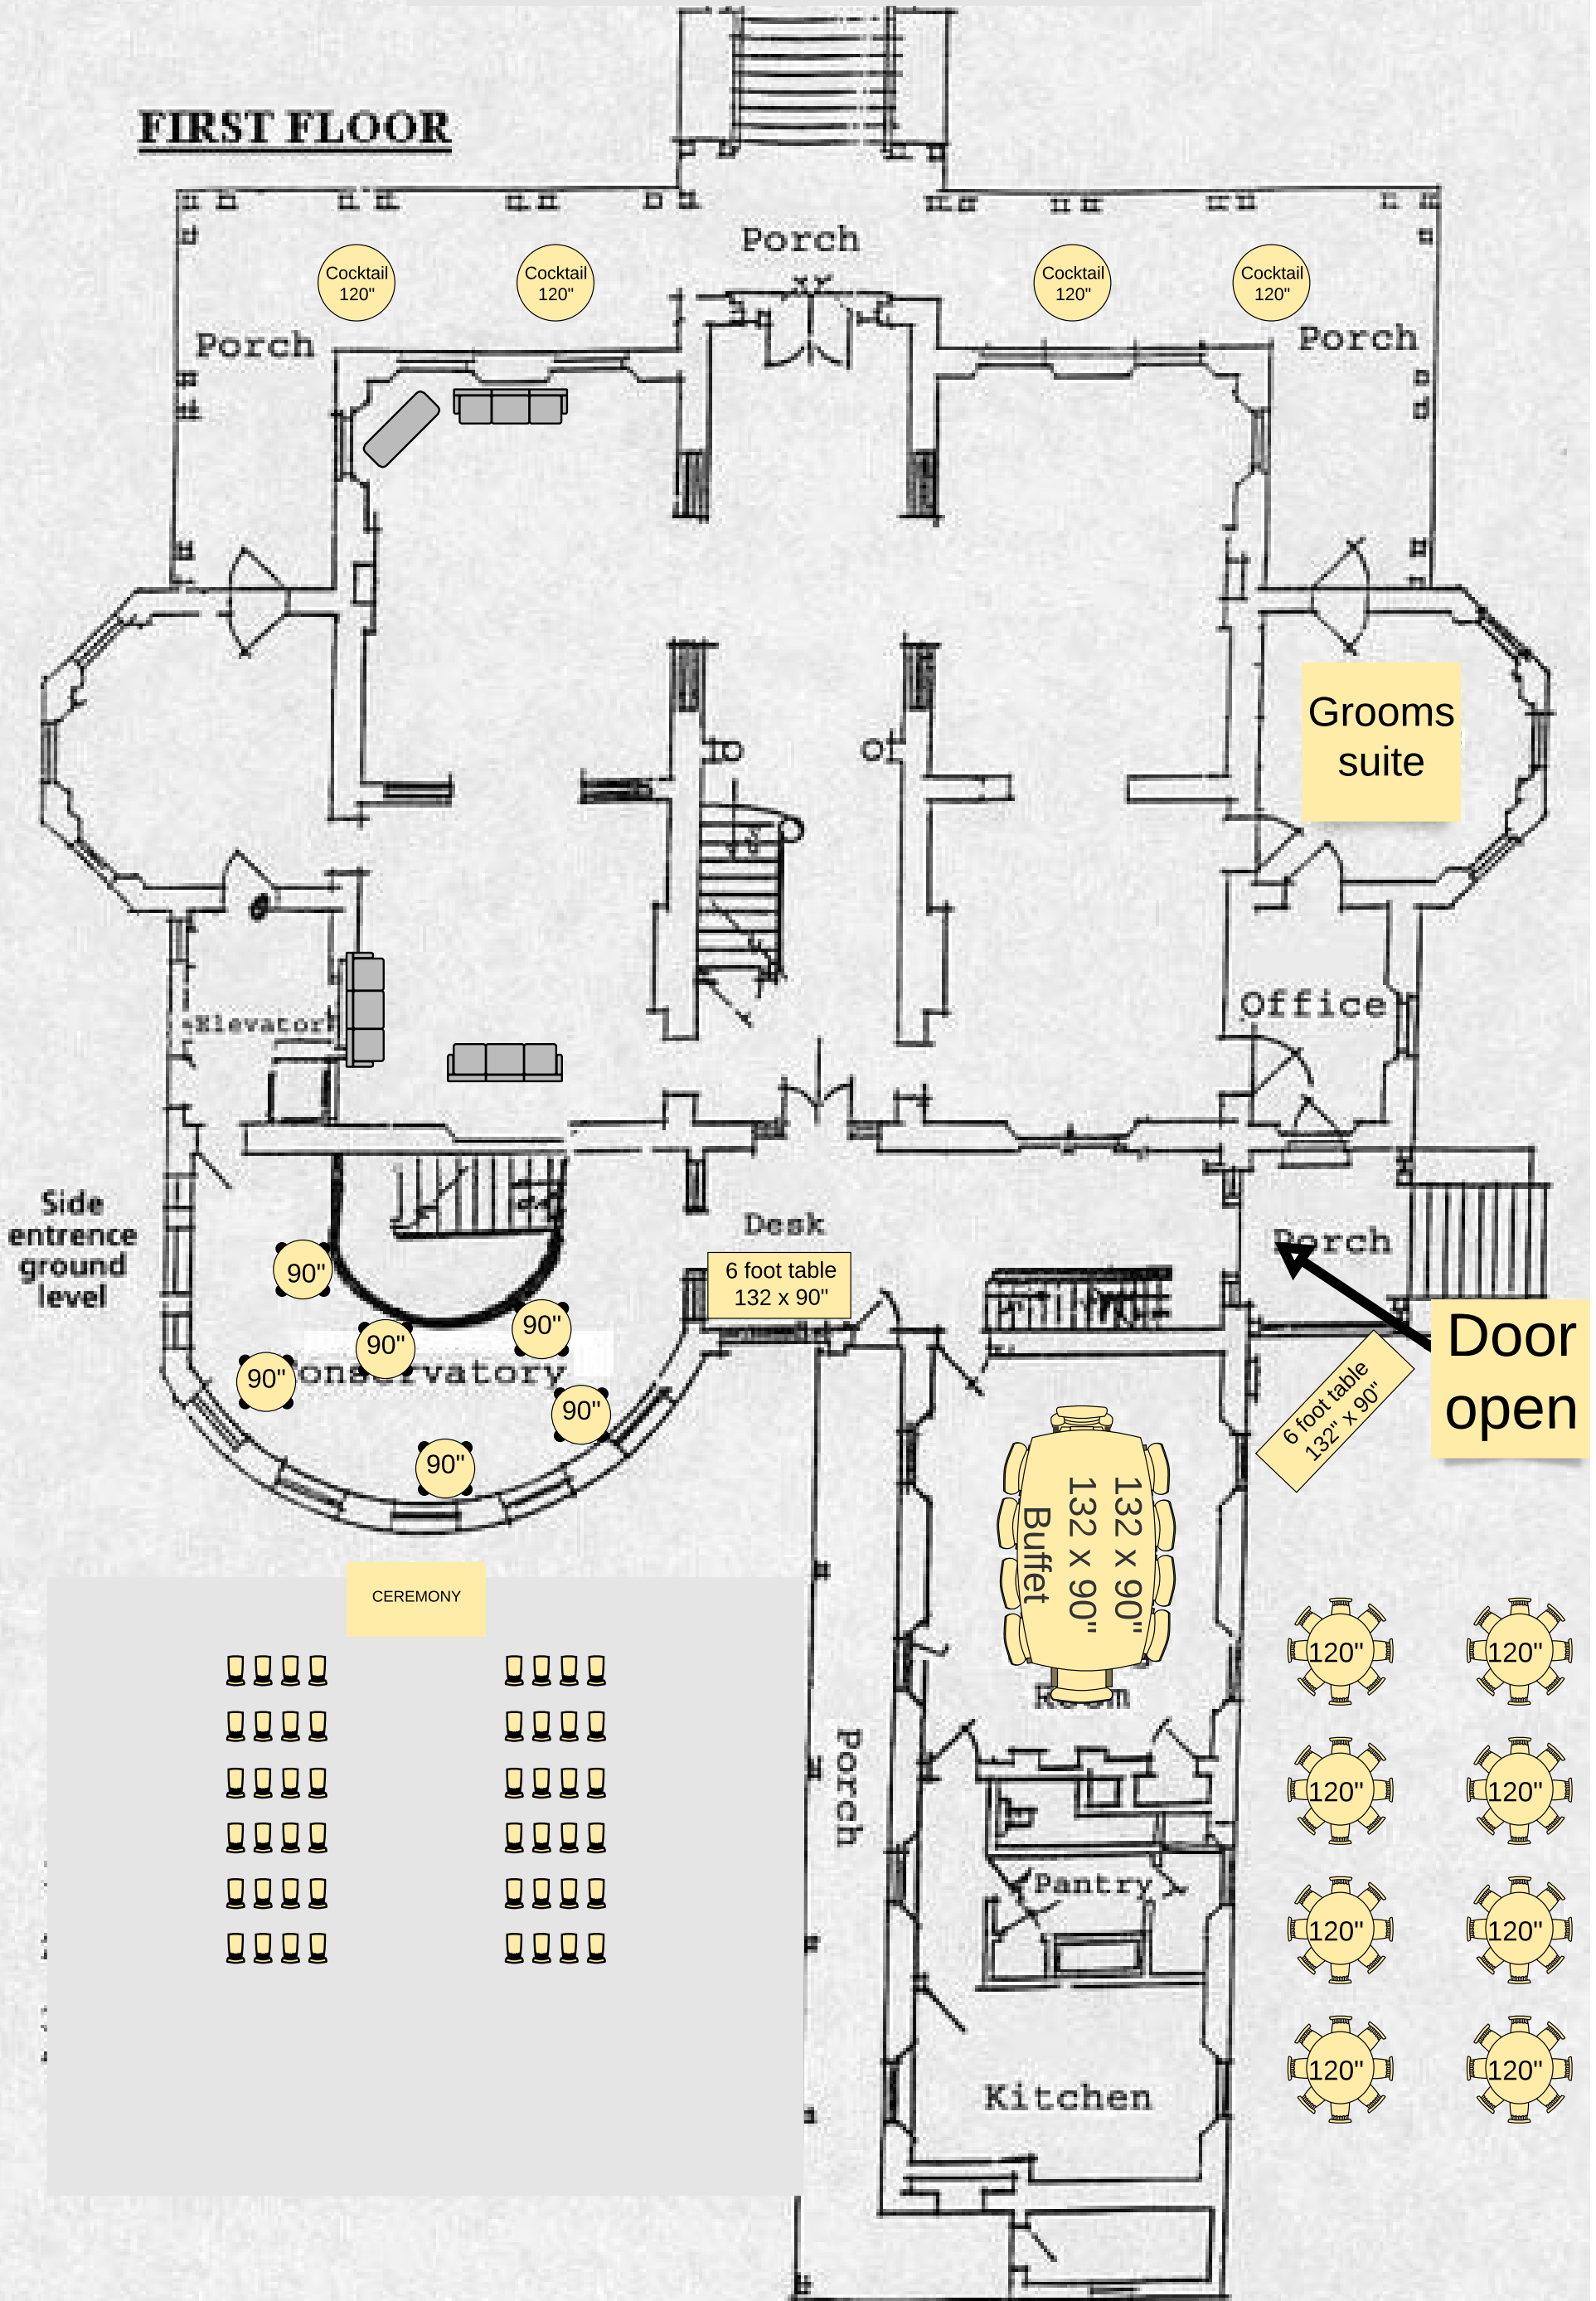 FIRST FLOOR
Porch
Cocktail
120"
Cocktail
120"
Cocktail
120"
Cocktail
120"
Porch
Porch
Grooms
suite
Elevator
Office
Side
entrence
ground
level
Desk
Porch
6 foot table
132 x 90"
Door
open
6 foot table
132" x 90"
90"
90"
90"
90"
90"
90"
onservatory
132 x 90"
132 x 90"
Buffet
Room
CEREMONY
Porch
Pantry
Kitchen
120"
120"
120"
120"
120"
120"
120"
120"